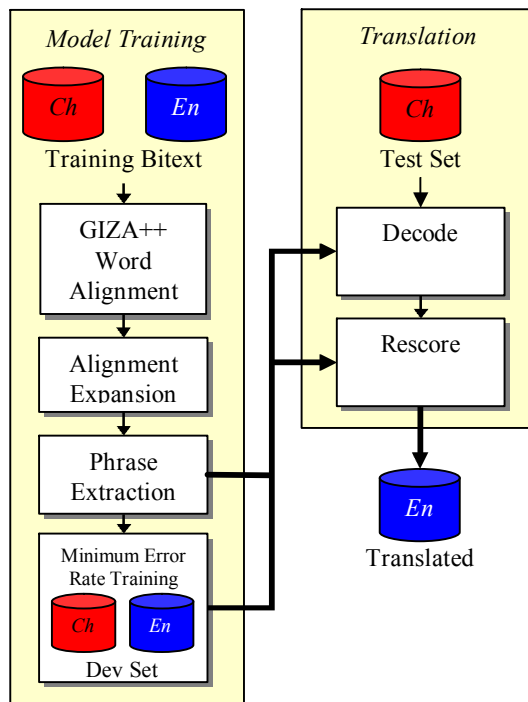 Model Training
Ch
En
Training Bitext
GIZA++
Word
Alignment
Alignment
Expansion
Phrase
Extraction
Minimum Error
Rate Training
Ch
En
Dev Set
Translation
Ch
Test Set
Decode
Rescore
En
Translated